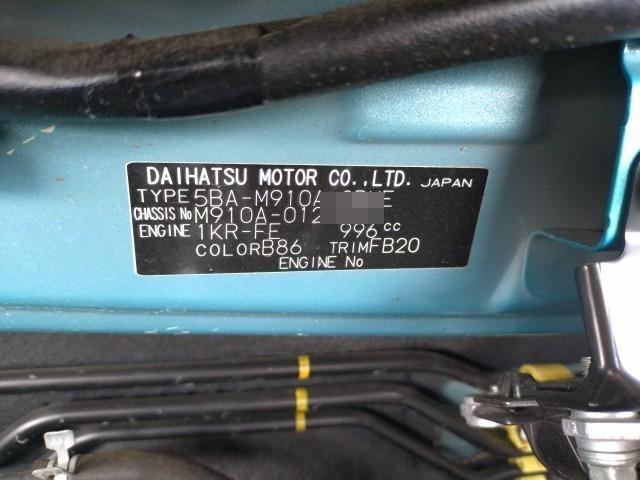 DAIHATSU MOTOR CO.,LTD. JAPAN
TYPE 5BA-M910A
CHASSIS No M910A-012
ENGINE 1KR-FE 996cc
COLOR B86 TRIM FB20
ENGINE No